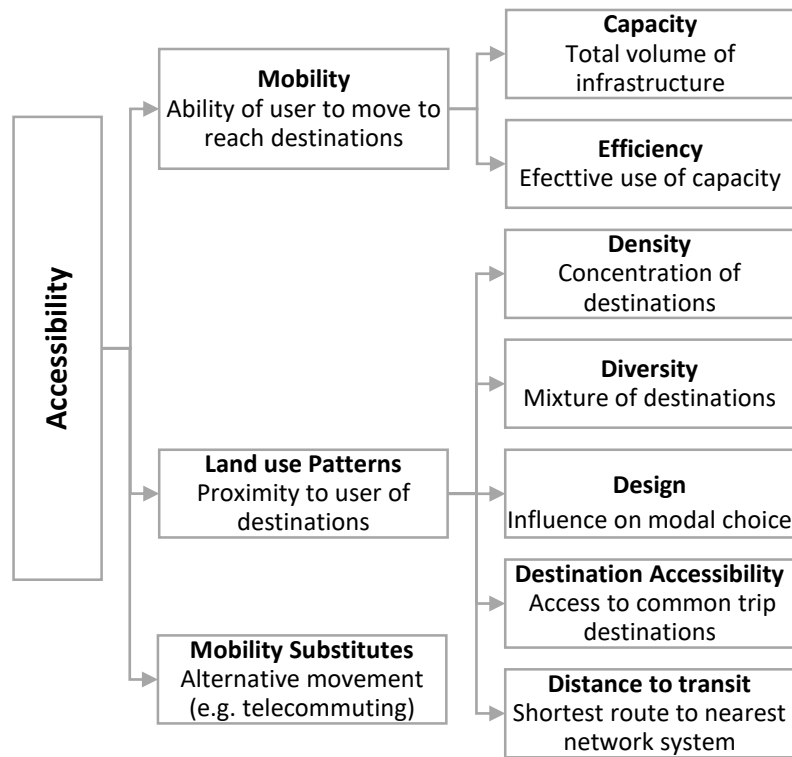 Accessibility
Mobility
Ability of user to move to
reach destinations
Capacity
Total volume of
infrastructure
Efficiency
Efecttive use of capacity
Land use Patterns
Proximity to user of
destinations
Density
Concentration of
destinations
Diversity
Mixture of destinations
Design
Influence on modal choice
Destination Accessibility
Access to common trip
destinations
Distance to transit
Shortest route to nearest
network system
Mobility Substitutes
Alternative movement
(e.g. telecommuting)